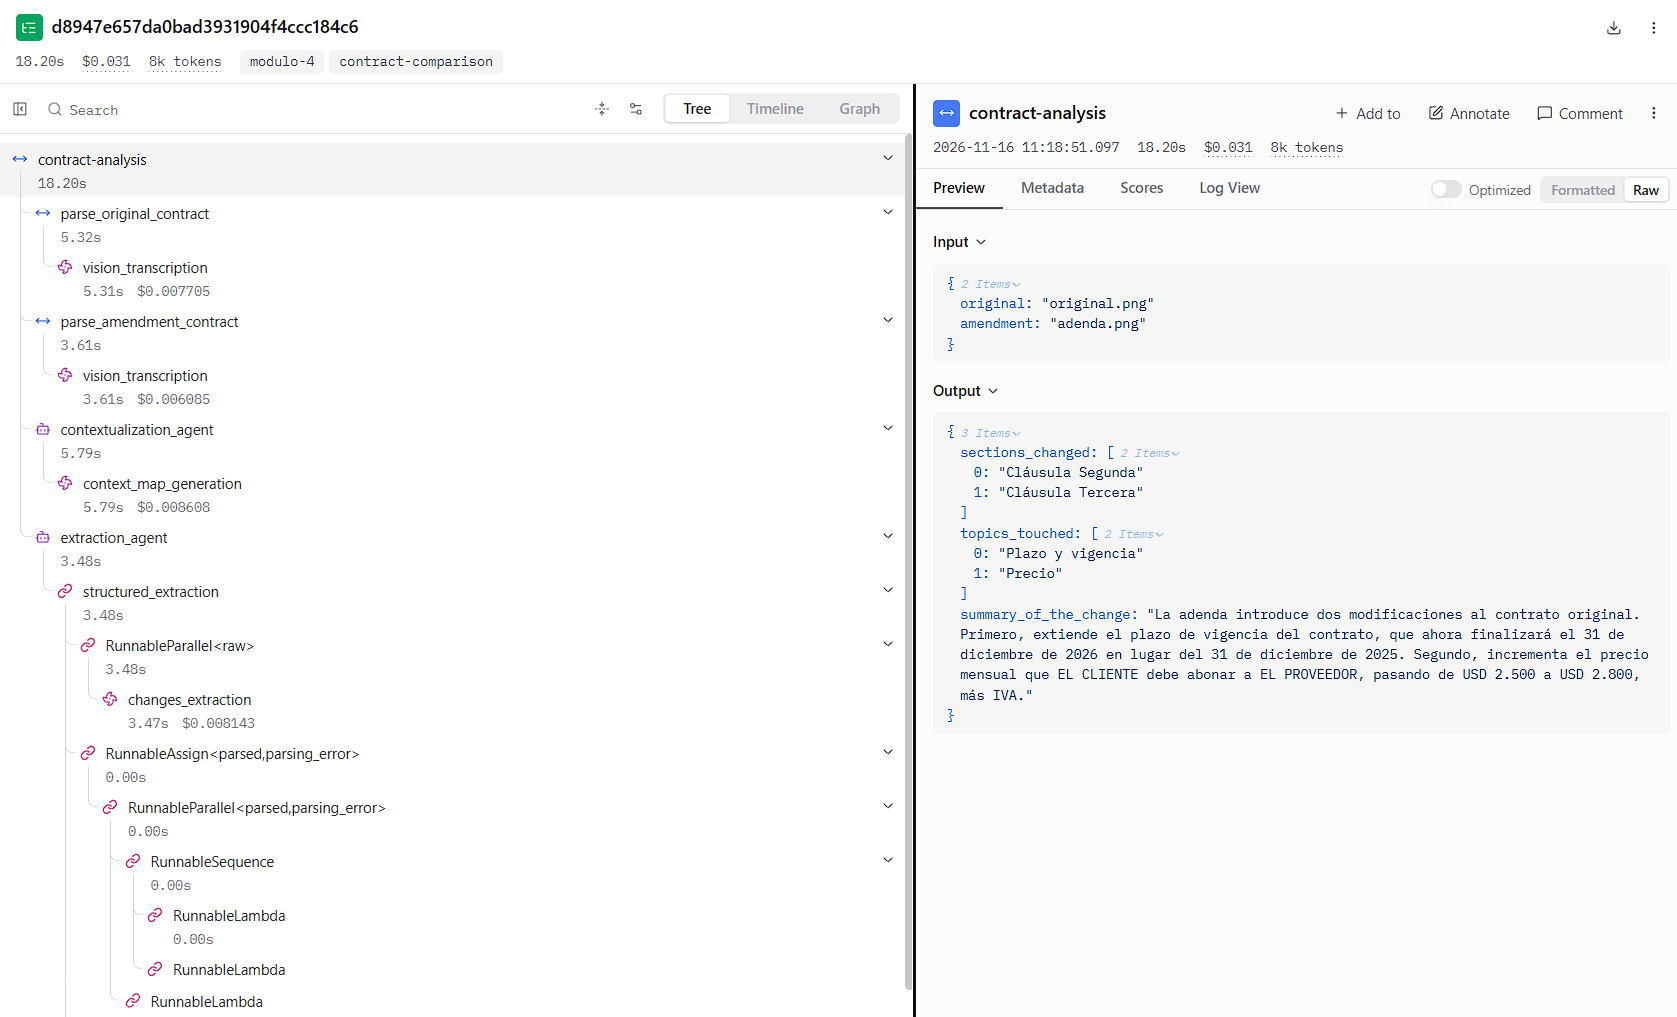 d8947e657da0bad3931904f4ccc184c6
18.20s $0.031 8k tokens modulo-4 contract-comparison
Search Tree Timeline Graph
contract-analysis
18.20s
parse_original_contract
5.32s
vision_transcription
5.31s $0.007705
parse_amendment_contract
3.61s
vision_transcription
3.61s $0.006085
contextualization_agent
5.79s
context_map_generation
5.79s $0.008608
extraction_agent
3.48s
structured_extraction
3.48s
RunnableParallel<raw>
3.48s
changes_extraction
3.47s $0.008143
RunnableAssign<parsed,parsing_error>
0.00s
RunnableParallel<parsed,parsing_error>
0.00s
RunnableSequence
0.00s
RunnableLambda
0.00s
RunnableLambda
RunnableLambda
contract-analysis + Add to Annotate Comment
2026-11-16 11:18:51.097 18.20s $0.031 8k tokens
Preview Metadata Scores Log View Optimized Formatted Raw
Input
{ 2 Items
original: "original.png"
amendment: "adenda.png"
}
Output
{ 3 Items
sections_changed: [ 2 Items
0: "Cláusula Segunda"
1: "Cláusula Tercera"
]
topics_touched: [ 2 Items
0: "Plazo y vigencia"
1: "Precio"
]
summary_of_the_change: "La adenda introduce dos modificaciones al contrato original.
Primero, extiende el plazo de vigencia del contrato, que ahora finalizará el 31 de
diciembre de 2026 en lugar del 31 de diciembre de 2025. Segundo, incrementa el precio
mensual que EL CLIENTE debe abonar a EL PROVEEDOR, pasando de USD 2.500 a USD 2.800,
más IVA."
}